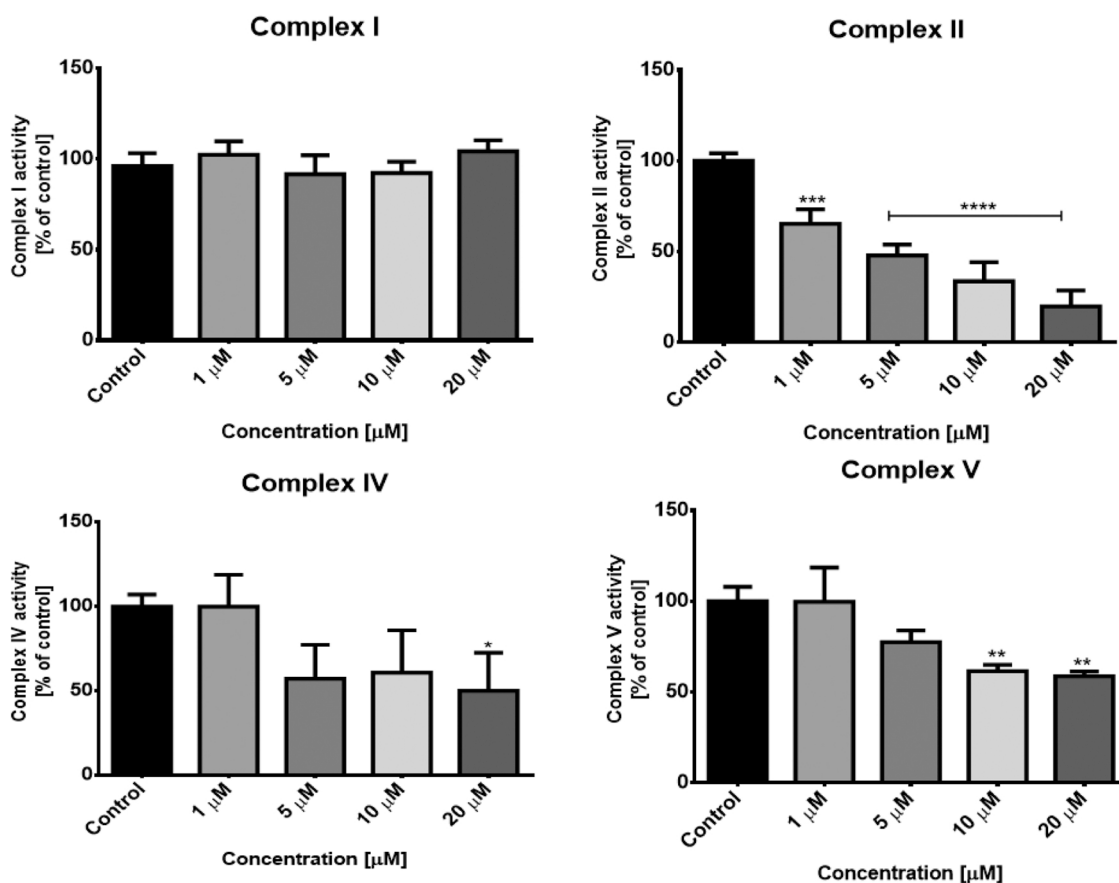 Complex I
Complex I activity
[% of control]
150
100
50
0
Control
1 μM
5 μM
10 μM
20 μM
Concentration [μM]
Complex II
Complex II activity
[% of control]
150
100
50
0
***
****
Control
1 μM
5 μM
10 μM
20 μM
Concentration [μM]
Complex IV
Complex IV activity
[% of control]
150
100
50
0
*
Control
1 μM
5 μM
10 μM
20 μM
Concentration [μM]
Complex V
Complex V activity
[% of control]
150
100
50
0
**
**
Control
1 μM
5 μM
10 μM
20 μM
Concentration [μM]